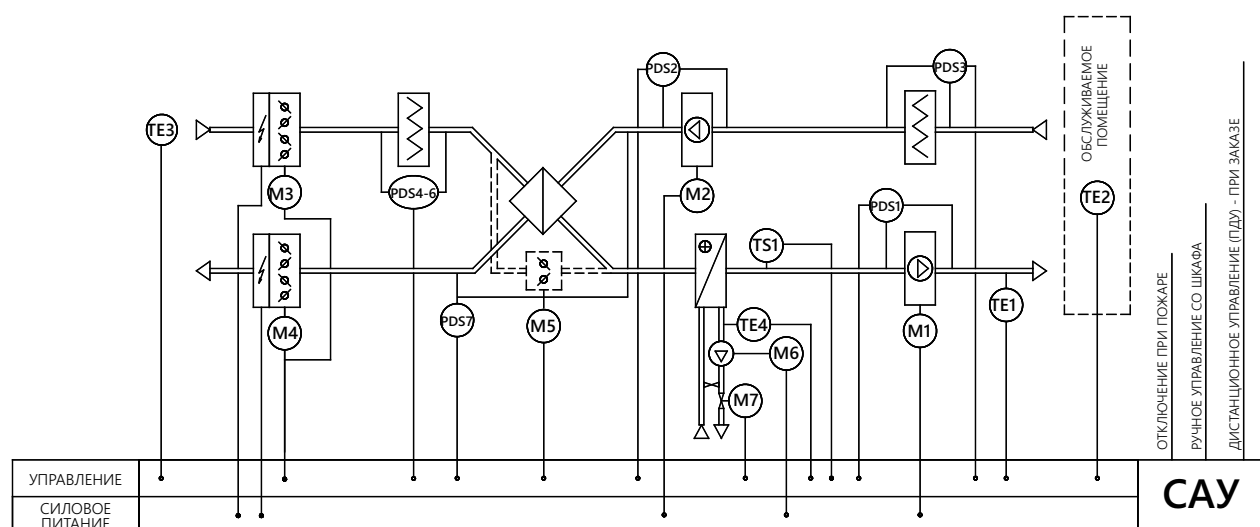 PDS2
PDS3
ОБСЛУЖИВАЕМОЕ
ПОМЕЩЕНИЕ
TE3
M3
PDS4-6
M2
PDS1
TE2
TS1
M4
PDS7
M5
TE4
M6
M1
TE1
M7
ОТКЛЮЧЕНИЕ ПРИ ПОЖАРЕ
РУЧНОЕ УПРАВЛЕНИЕ СО ШКАФА
ДИСТАНЦИОННОЕ УПРАВЛЕНИЕ (ПДУ) - ПРИ ЗАКАЗЕ
УПРАВЛЕНИЕ
СИЛОВОЕ
ПИТАНИЕ
САУ